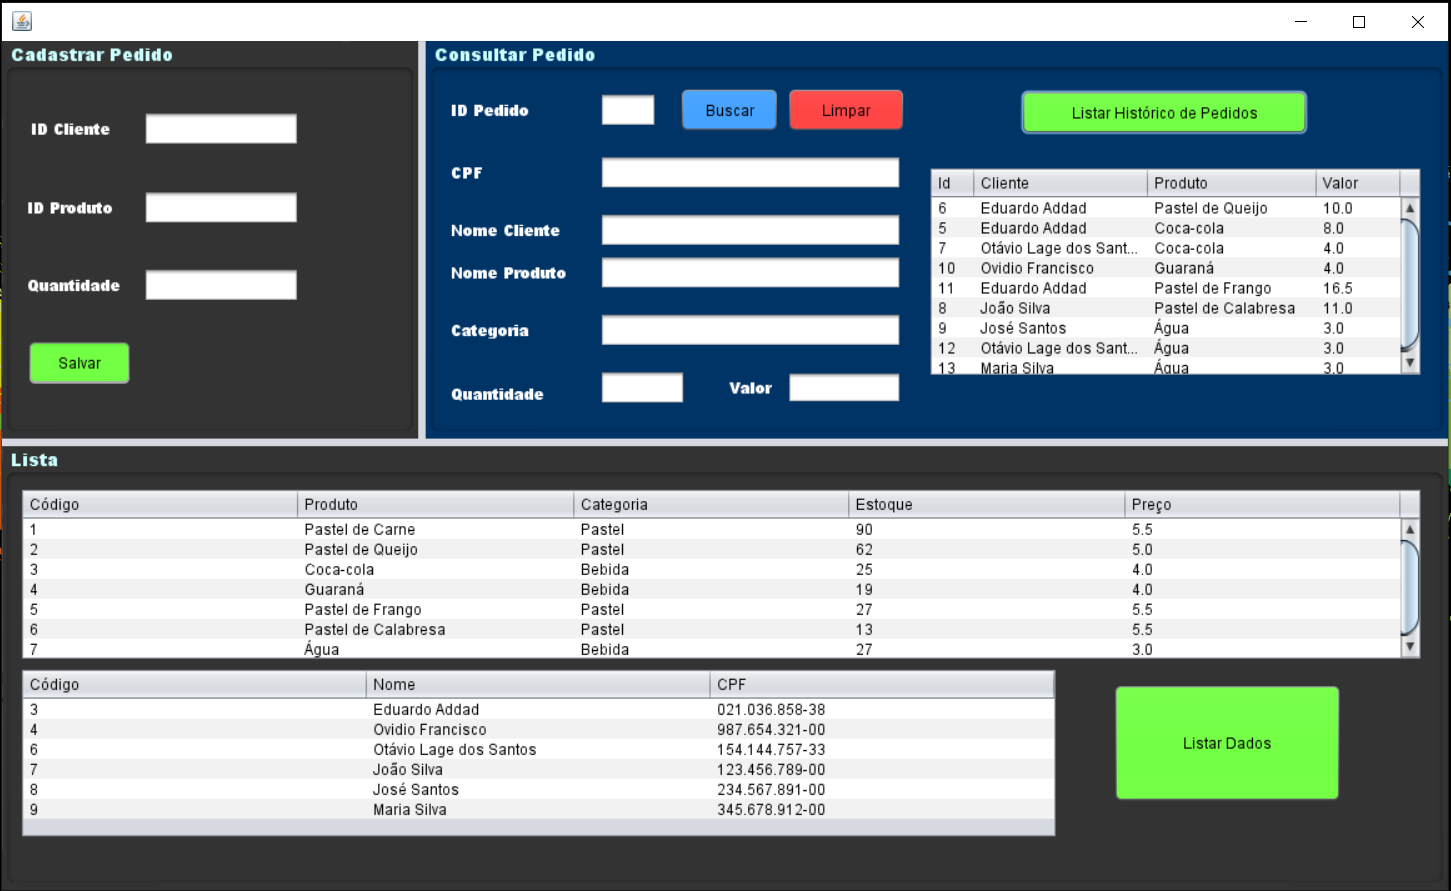 Cadastrar Pedido
ID Cliente
ID Produto
Quantidade
Salvar
Consultar Pedido
ID Pedido Buscar Limpar
CPF
Nome Cliente
Nome Produto
Categoria
Quantidade Valor
Listar Histórico de Pedidos
Id Cliente Produto Valor
6 Eduardo Addad Pastel de Queijo 10.0
5 Eduardo Addad Coca-cola 8.0
7 Otávio Lage dos Sant... Coca-cola 4.0
10 Ovidio Francisco Guaraná 4.0
11 Eduardo Addad Pastel de Frango 16.5
8 João Silva Pastel de Calabresa 11.0
9 José Santos Água 3.0
12 Otávio Lage dos Sant... Água 3.0
13 Maria Silva Água 3.0
Lista
Código Produto Categoria Estoque Preço
1 Pastel de Carne Pastel 90 5.5
2 Pastel de Queijo Pastel 62 5.0
3 Coca-cola Bebida 25 4.0
4 Guaraná Bebida 19 4.0
5 Pastel de Frango Pastel 27 5.5
6 Pastel de Calabresa Pastel 13 5.5
7 Água Bebida 27 3.0
Código Nome CPF
3 Eduardo Addad 021.036.858-38
4 Ovidio Francisco 987.654.321-00
6 Otávio Lage dos Santos 154.144.757-33
7 João Silva 123.456.789-00
8 José Santos 234.567.891-00
9 Maria Silva 345.678.912-00
Listar Dados